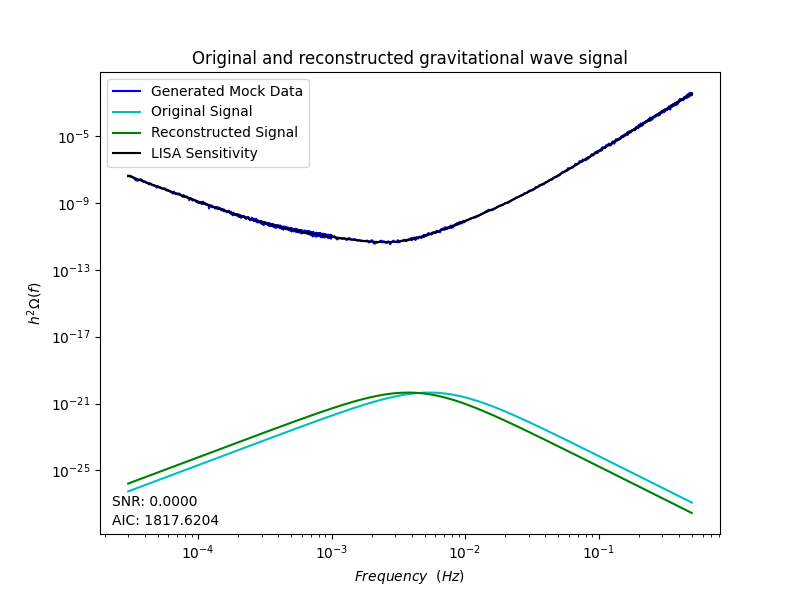 Original and reconstructed gravitational wave signal
Generated Mock Data
Original Signal
Reconstructed Signal
LISA Sensitivity
10⁻⁵
10⁻⁹
10⁻¹³
10⁻¹⁷
10⁻²¹
10⁻²⁵
h²Ω(f)
SNR: 0.0000
AIC: 1817.6204
10⁻⁴ 10⁻³ 10⁻² 10⁻¹
Frequency (Hz)